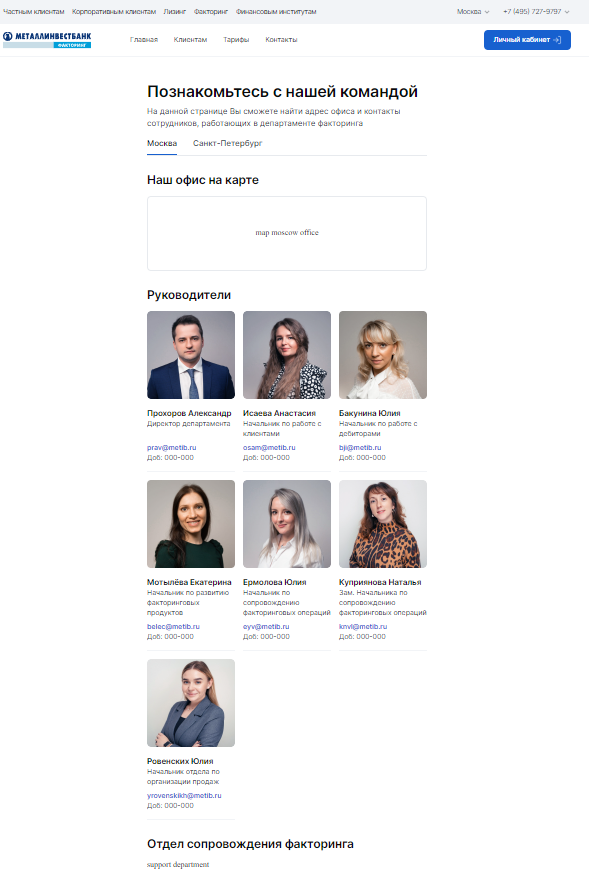 Частным клиентам Корпоративным клиентам Лизинг Факторинг Финансовым институтам Москва +7 (495) 727-9797
МЕТАЛЛИНВЕСТБАНК
ФАКТОРИНГ
Главная Клиентам Тарифы Контакты Личный кабинет
Познакомьтесь с нашей командой
На данной странице Вы сможете найти адрес офиса и контакты
сотрудников, работающих в департаменте факторинга
Москва Санкт-Петербург
Наш офис на карте
map moscow office
Руководители
Прохоров Александр
Директор департамента
prav@metib.ru
Доб: 000-000
Исаева Анастасия
Начальник по работе с
клиентами
osam@metib.ru
Доб: 000-000
Бакунина Юлия
Начальник по работе с
дебиторами
bji@metib.ru
Доб: 000-000
Мотылёва Екатерина
Начальник по развитию
факторинговых
продуктов
belec@metib.ru
Доб: 000-000
Ермолова Юлия
Начальник по
сопровождению
факторинговых операций
eyv@metib.ru
Доб: 000-000
Куприянова Наталья
Зам. Начальника по
сопровождению
факторинговых операций
knvl@metib.ru
Доб: 000-000
Ровенских Юлия
Начальник отдела по
организации продаж
yrovenskikh@metib.ru
Доб: 000-000
Отдел сопровождения факторинга
support department